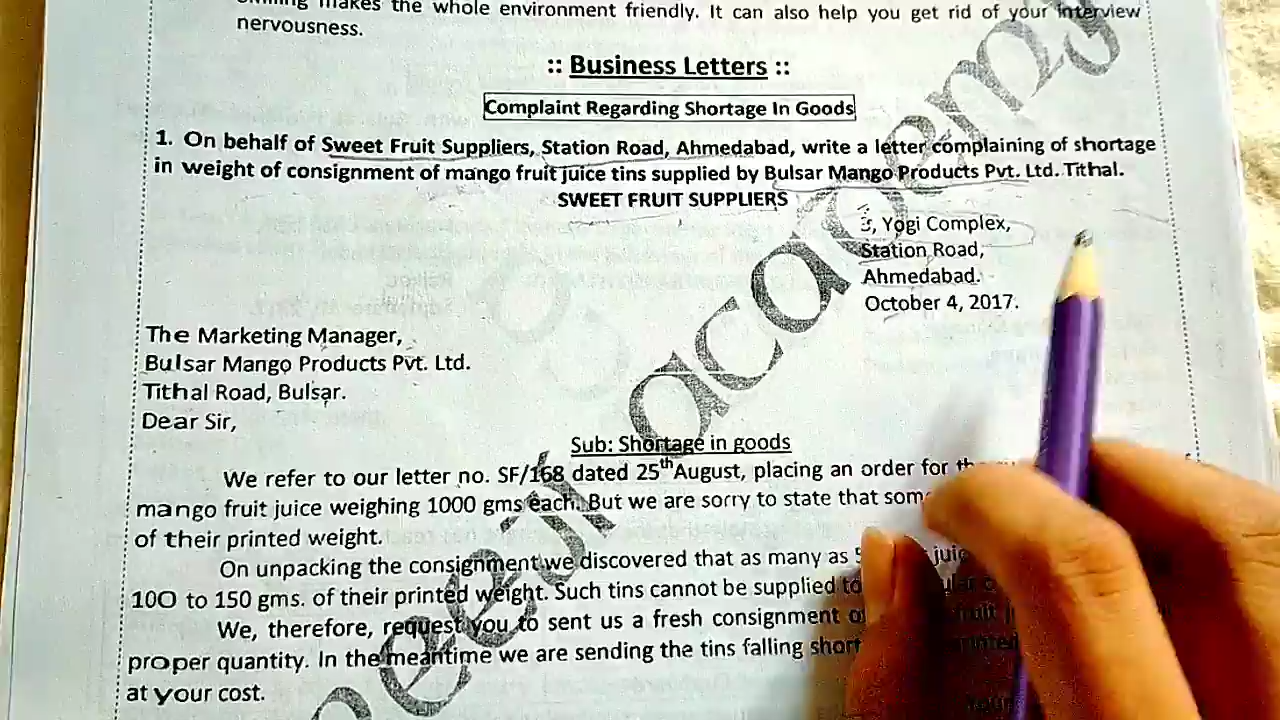 makes the whole environment friendly. It can also help you get rid of your interview
nervousness.
:: Business Letters ::
Complaint Regarding Shortage In Goods
1. On behalf of Sweet Fruit Suppliers, Station Road, Ahmedabad, write a letter complaining of shortage
in weight of consignment of mango fruit juice tins supplied by Bulsar Mango Products Pvt. Ltd. Tithal.
SWEET FRUIT SUPPLIERS
3, Yogi Complex,
Station Road,
Ahmedabad.
October 4, 2017.
The Marketing Manager,
Bulsar Mango Products Pvt. Ltd.
Tithal Road, Bulsar.
Dear Sir,
Sub: Shortage in goods
We refer to our letter no. SF/168 dated 25th August, placing an order for
mango fruit juice weighing 1000 gms each. But we are sorry to state that
of their printed weight.
On unpacking the consignment we discovered that as many as
100 to 150 gms. of their printed weight. Such tins cannot be supplied to
We, therefore, request you to sent us a fresh consignment
proper quantity. In the meantime we are sending the tins falling short
at your cost.
academy